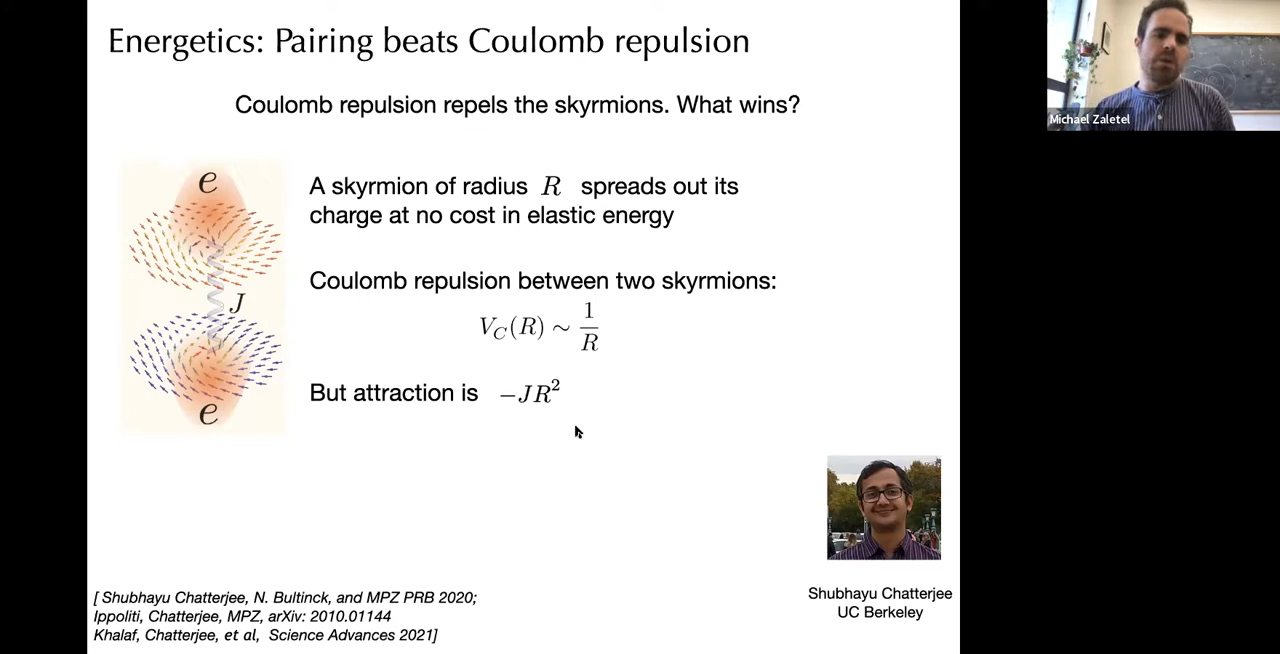 Energetics: Pairing beats Coulomb repulsion
Coulomb repulsion repels the skyrmions. What wins?
e
J
e
A skyrmion of radius R spreads out its
charge at no cost in elastic energy
Coulomb repulsion between two skyrmions:
V_C(R) ∼ 1/R
But attraction is −JR²
Shubhayu Chatterjee
UC Berkeley
[ Shubhayu Chatterjee, N. Bultinck, and MPZ PRB 2020;
Ippoliti, Chatterjee, MPZ, arXiv: 2010.01144
Khalaf, Chatterjee, et al, Science Advances 2021]
Michael Zaletel